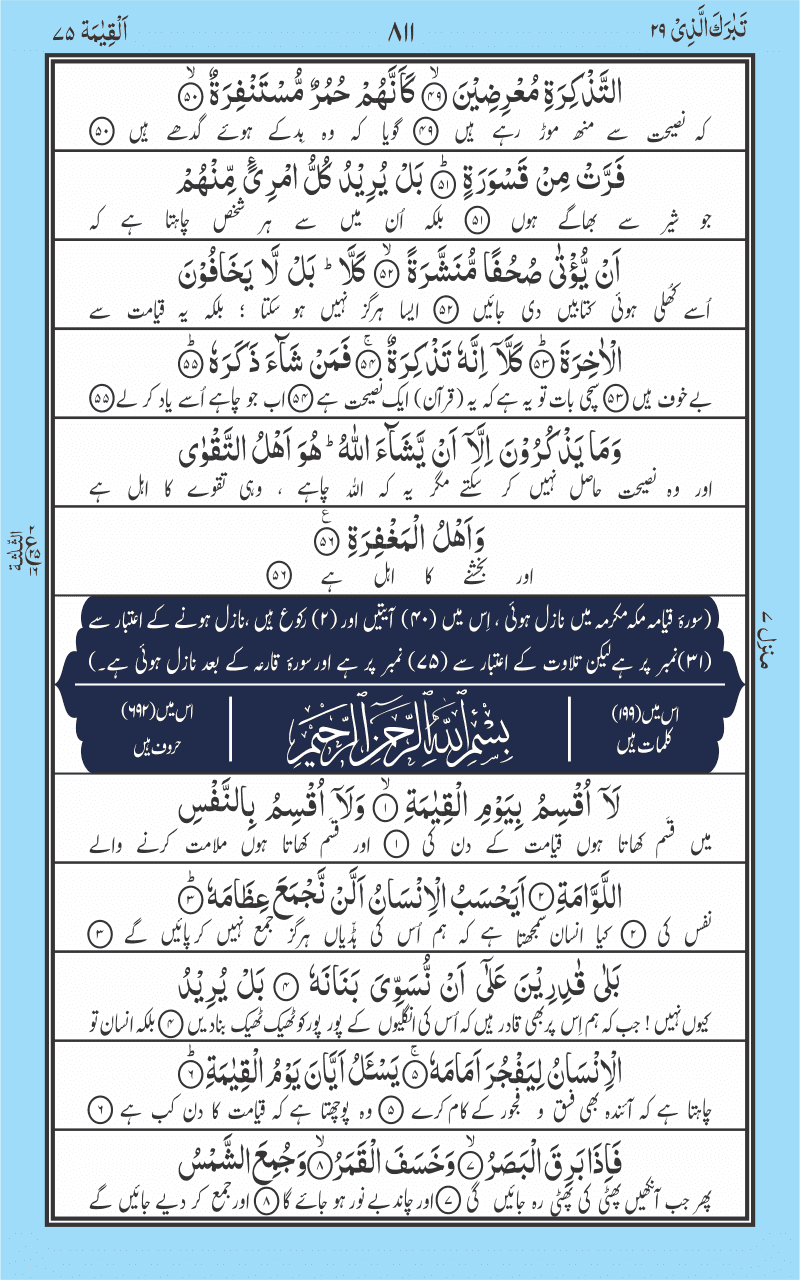 تَبٰرَكَ الَّذِىْ ۲۹
۸۱۱
اَلْقِيٰمَة ۷۵
التَّذْكِرَةِ مُعْرِضِيْنَ ۴۹ كَاَنَّهُمْ حُمُرٌ مُّسْتَنْفِرَةٌ ۵۰
کہ نصیحت سے منھ موڑ رہے ہیں ۴۹ گویا کہ وہ بِدکے ہوئے گدھے ہیں ۵۰
فَرَّتْ مِنْ قَسْوَرَةٍ ۵۱ؕ بَلْ يُرِيْدُ كُلُّ امْرِئٍ مِّنْهُمْ
جو شیر سے بھاگے ہوں ۵۱ بلکہ اُن میں سے ہر شخص چاہتا ہے کہ
اَنْ يُّؤْتٰى صُحُفًا مُّنَشَّرَةً ۵۲ كَلَّا ؕ بَلْ لَّا يَخَافُوْنَ
اُسے کُھلی ہوئی کتابیں دی جائیں ۵۲ ایسا ہرگز نہیں ہو سکتا ؛ بلکہ یہ قیامت سے
الْاٰخِرَةَ ۵۳ؕ كَلَّاۤ اِنَّهٗ تَذْكِرَةٌ ۵۴ۚ فَمَنْ شَآءَ ذَكَرَهٗ ۵۵ؕ
بےخوف ہیں ۵۳ سچی بات تو یہ ہے کہ یہ (قرآن) ایک نصیحت ہے ۵۴ اب جو چاہے اُسے یاد کر لے ۵۵
وَمَا يَذْكُرُوْنَ اِلَّاۤ اَنْ يَّشَآءَ اللّٰهُ ؕ هُوَ اَهْلُ التَّقْوٰى
اور وہ نصیحت حاصل نہیں کر سکتے مگر یہ کہ اللہ چاہے ، وہی تقوے کا اہل ہے
وَاَهْلُ الْمَغْفِرَةِ ۵۶ ع
اور بخشنے کا اہل ہے ۵۶
(سورۂ قیامہ مکہ مکرمہ میں نازل ہوئی ، اِس میں (۴۰) آیتیں اور (۲) رکوع ہیں ،نازل ہونے کے اعتبار سے
(۳۱)نمبر پر ہے لیکن تلاوت کے اعتبار سے (۷۵) نمبر پر ہے اور سورۂ قارعہ کے بعد نازل ہوئی ہے۔)
اس میں (۱۹۹)
کلمات ہیں
بِسْمِ اللّٰهِ الرَّحْمٰنِ الرَّحِيْمِ
اس میں (۶۹۲)
حروف ہیں
لَاۤ اُقْسِمُ بِيَوْمِ الْقِيٰمَةِ ۱ۙ وَلَاۤ اُقْسِمُ بِالنَّفْسِ
میں قَسَم کھاتا ہوں قیامت کے دن کی ۱ اور قَسَم کھاتا ہوں ملامت کرنے والے
اللَّوَّامَةِ ۲ اَيَحْسَبُ الْاِنْسَانُ اَلَّنْ نَّجْمَعَ عِظَامَهٗ ۳ؕ
نفس کی ۲ کیا انسان سمجھتا ہے کہ ہم اُس کی ہڈّیاں ہرگز جمع نہیں کر پائیں گے ۳
بَلٰى قٰدِرِيْنَ عَلٰٓى اَنْ نُّسَوِّىَ بَنَانَهٗ ۴ بَلْ يُرِيْدُ
کیوں نہیں ! جب کہ ہم اِس پر بھی قادر ہیں کہ اُس کی انگلیوں کے پور پور کو ٹھیک ٹھیک بنا دیں ۴ بلکہ انسان تو
الْاِنْسَانُ لِيَفْجُرَ اَمَامَهٗ ۵ۚ يَسْئَلُ اَيَّانَ يَوْمُ الْقِيٰمَةِ ۶ؕ
چاہتا ہے کہ آئندہ بھی فسق و فجور کے کام کرے ۵ وہ پوچھتا ہے کہ قیامت کا دن کب ہے ۶
فَاِذَا بَرِقَ الْبَصَرُ ۷ۙ وَخَسَفَ الْقَمَرُ ۸ۙ وَجُمِعَ الشَّمْسُ
پھر جب آنکھیں پھٹی کی پھٹی رہ جائیں گی ۷ اور چاند بے نور ہو جائے گا ۸ اور جمع کر دیے جائیں گے
منزل ۷